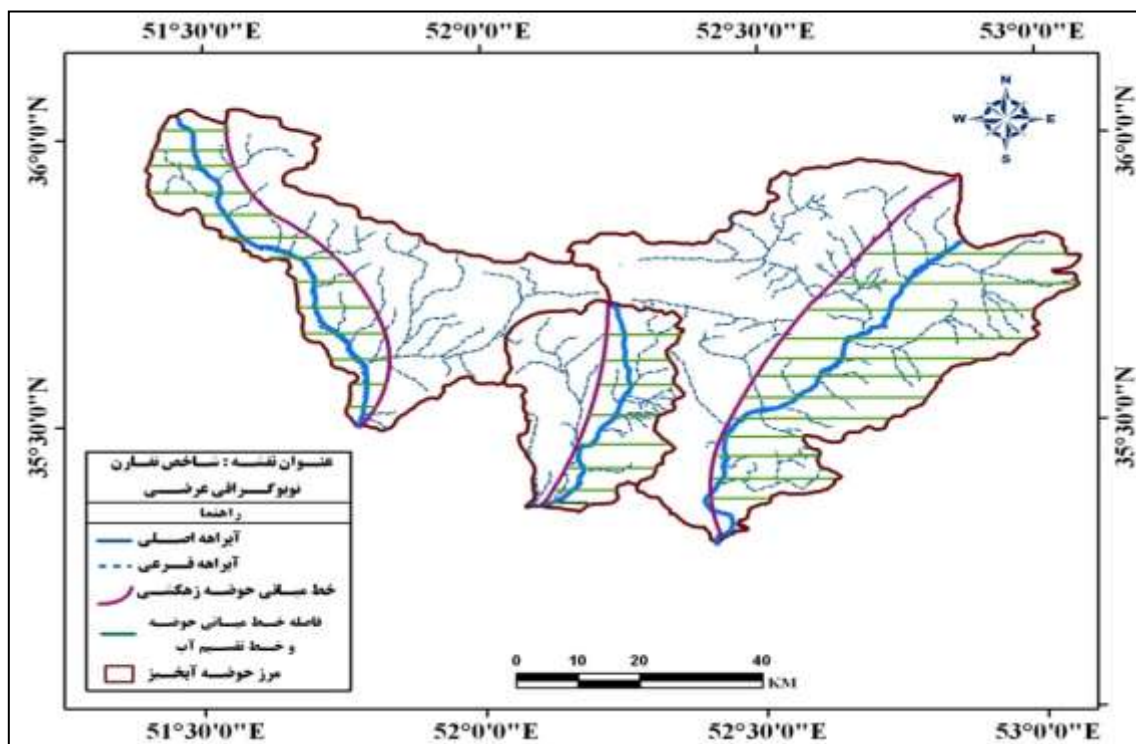 51°30'0"E 52°0'0"E 52°30'0"E 53°0'0"E
N
W E
S
36°0'0"N 36°0'0"N
35°30'0"N 35°30'0"N
عنوان نقشه : شاخص تقارن
توپوگرافی عرضی
راهنما
آبراهه اصلی
آبراهه فرعی
خط میانی حوضه زهکشی
فاصله خط میانی حوضه
و خط تقسیم آب
مرز حوضه آبخیز
0 10 20 40
KM
51°30'0"E 52°0'0"E 52°30'0"E 53°0'0"E